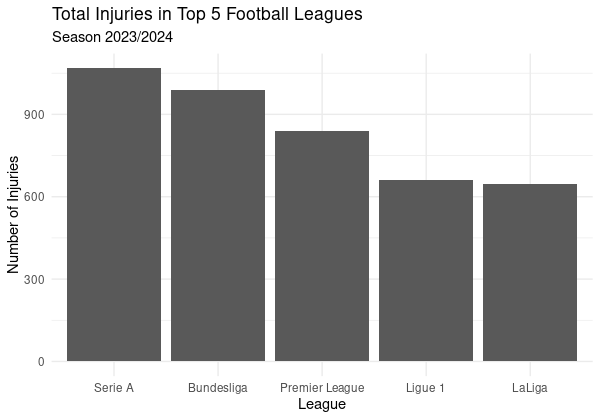 Total Injuries in Top 5 Football Leagues
Season 2023/2024
Number of Injuries
900
600
300
0
Serie A Bundesliga Premier League Ligue 1 LaLiga
League